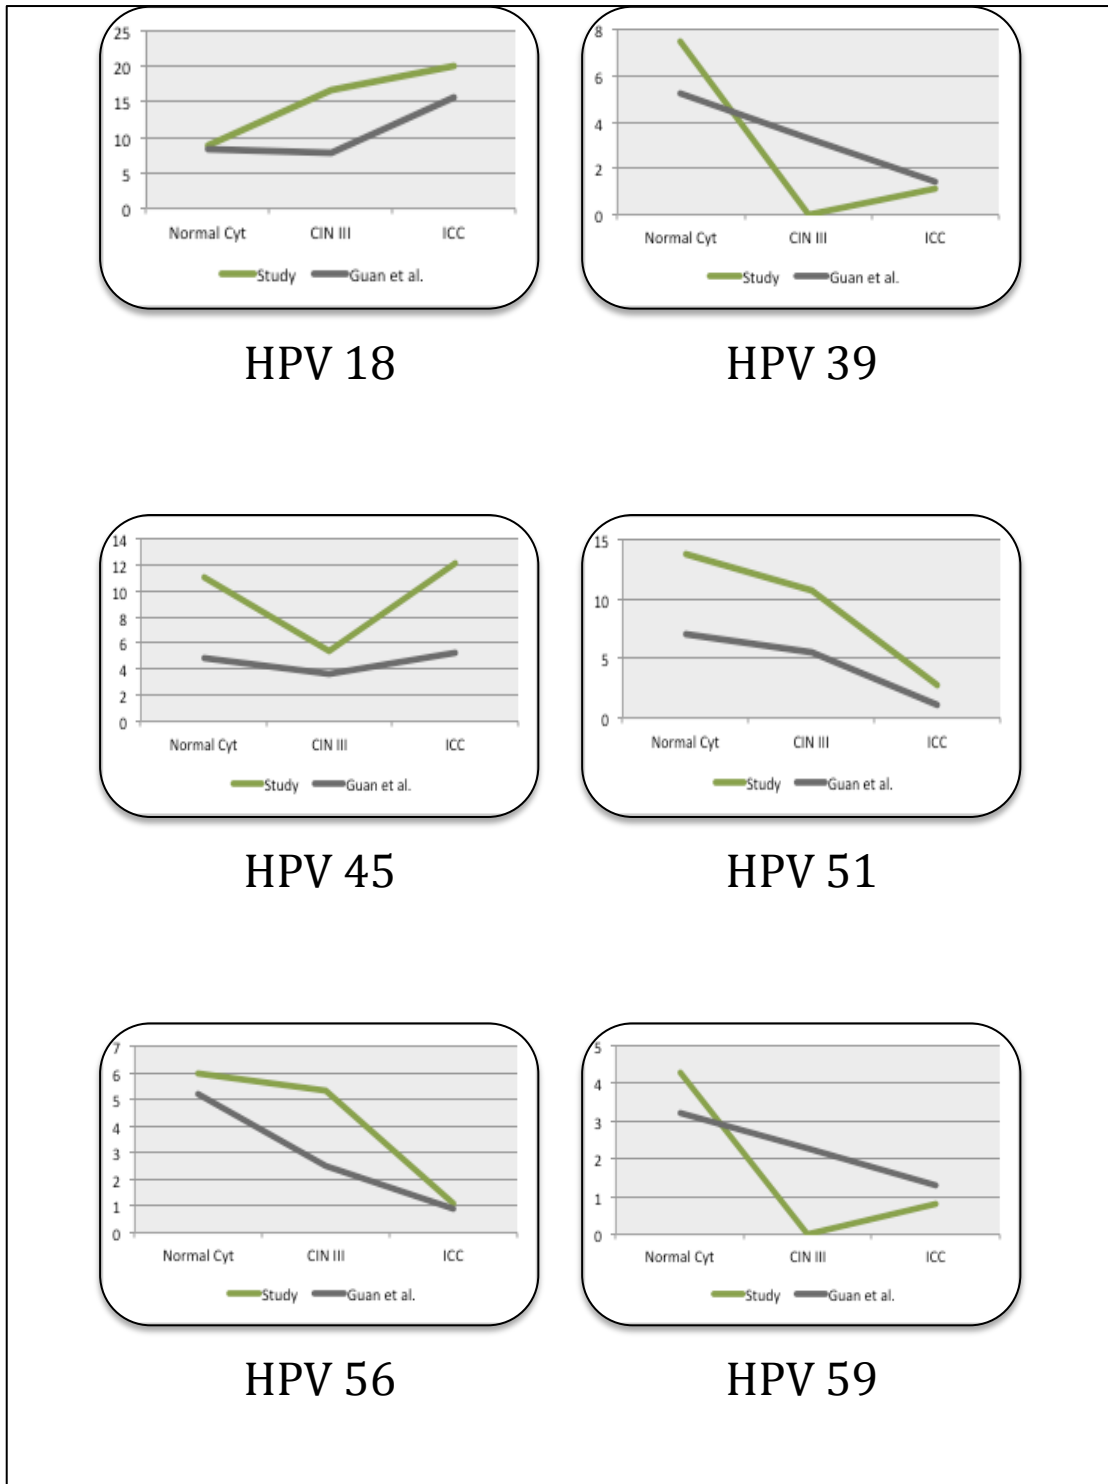 25
20
15
10
5
0
Normal Cyt CIN III ICC
Study Guan et al.
HPV 18
8
6
4
2
0
Normal Cyt CIN III ICC
Study Guan et al.
HPV 39
14
12
10
8
6
4
2
0
Normal Cyt CIN III ICC
Study Guan et al.
HPV 45
15
10
5
0
Normal Cyt CIN III ICC
Study Guan et al.
HPV 51
7
6
5
4
3
2
1
0
Normal Cyt CIN III ICC
Study Guan et al.
HPV 56
5
4
3
2
1
0
Normal Cyt CIN III ICC
Study Guan et al.
HPV 59